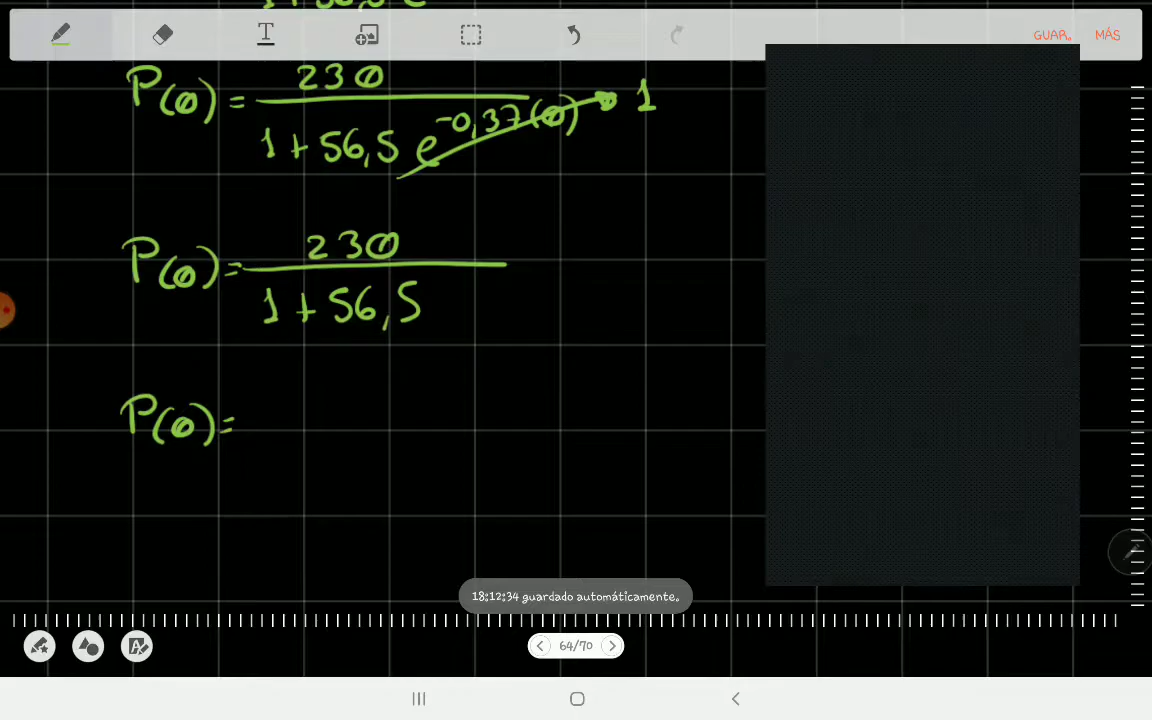 GUAR. MÁS
P(0) = 230 / 1 + 56,5 e^-0,37(0) → 1
P(0) = 230 / 1 + 56,5
P(0) =
18:12:34 guardado automáticamente.
64/70